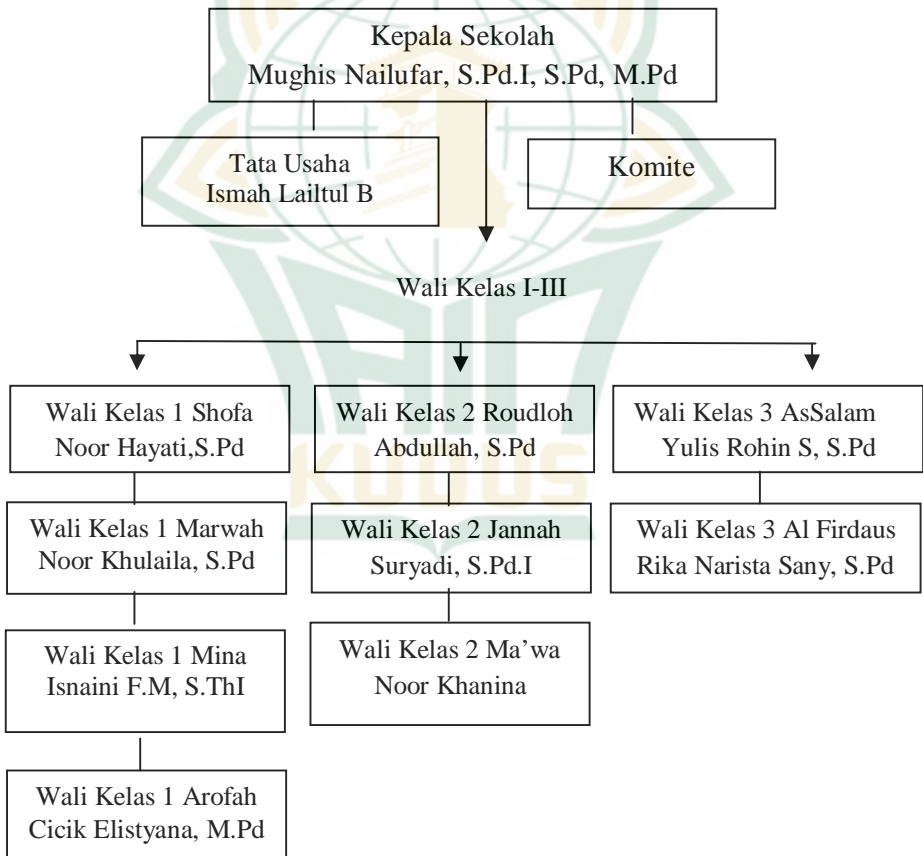 Kepala Sekolah
Mughis Nailufar, S.Pd.I, S.Pd, M.Pd
Tata Usaha
Ismah Lailtul B
Komite
Wali Kelas I-III
Wali Kelas 1 Shofa
Noor Hayati,S.Pd
Wali Kelas 2 Roudloh
Abdullah, S.Pd
Wali Kelas 3 AsSalam
Yulis Rohin S, S.Pd
Wali Kelas 1 Marwah
Noor Khulaila, S.Pd
Wali Kelas 2 Jannah
Suryadi, S.Pd.I
Wali Kelas 3 Al Firdaus
Rika Narista Sany, S.Pd
Wali Kelas 1 Mina
Isnaini F.M, S.ThI
Wali Kelas 2 Ma’wa
Noor Khanina
Wali Kelas 1 Arofah
Cicik Elistyana, M.Pd
IAIN
KUDUS